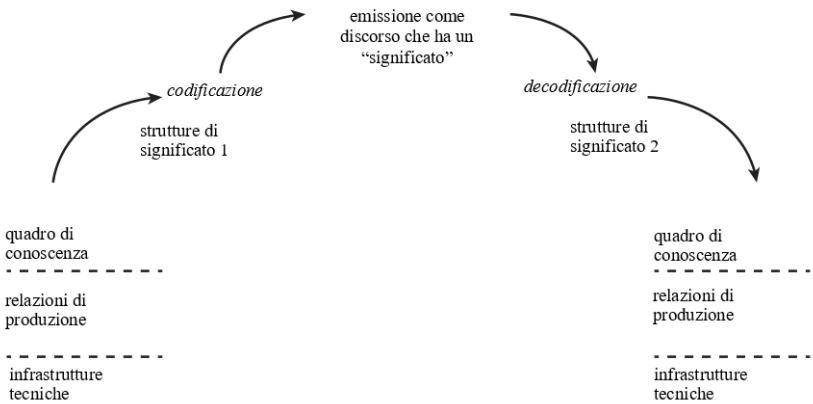 emissione come
discorso che ha un
“significato”
codificazione
decodificazione
strutture di
significato 1
strutture di
significato 2
quadro di
conoscenza
relazioni di
produzione
infrastrutture
tecniche
quadro di
conoscenza
relazioni di
produzione
infrastrutture
tecniche